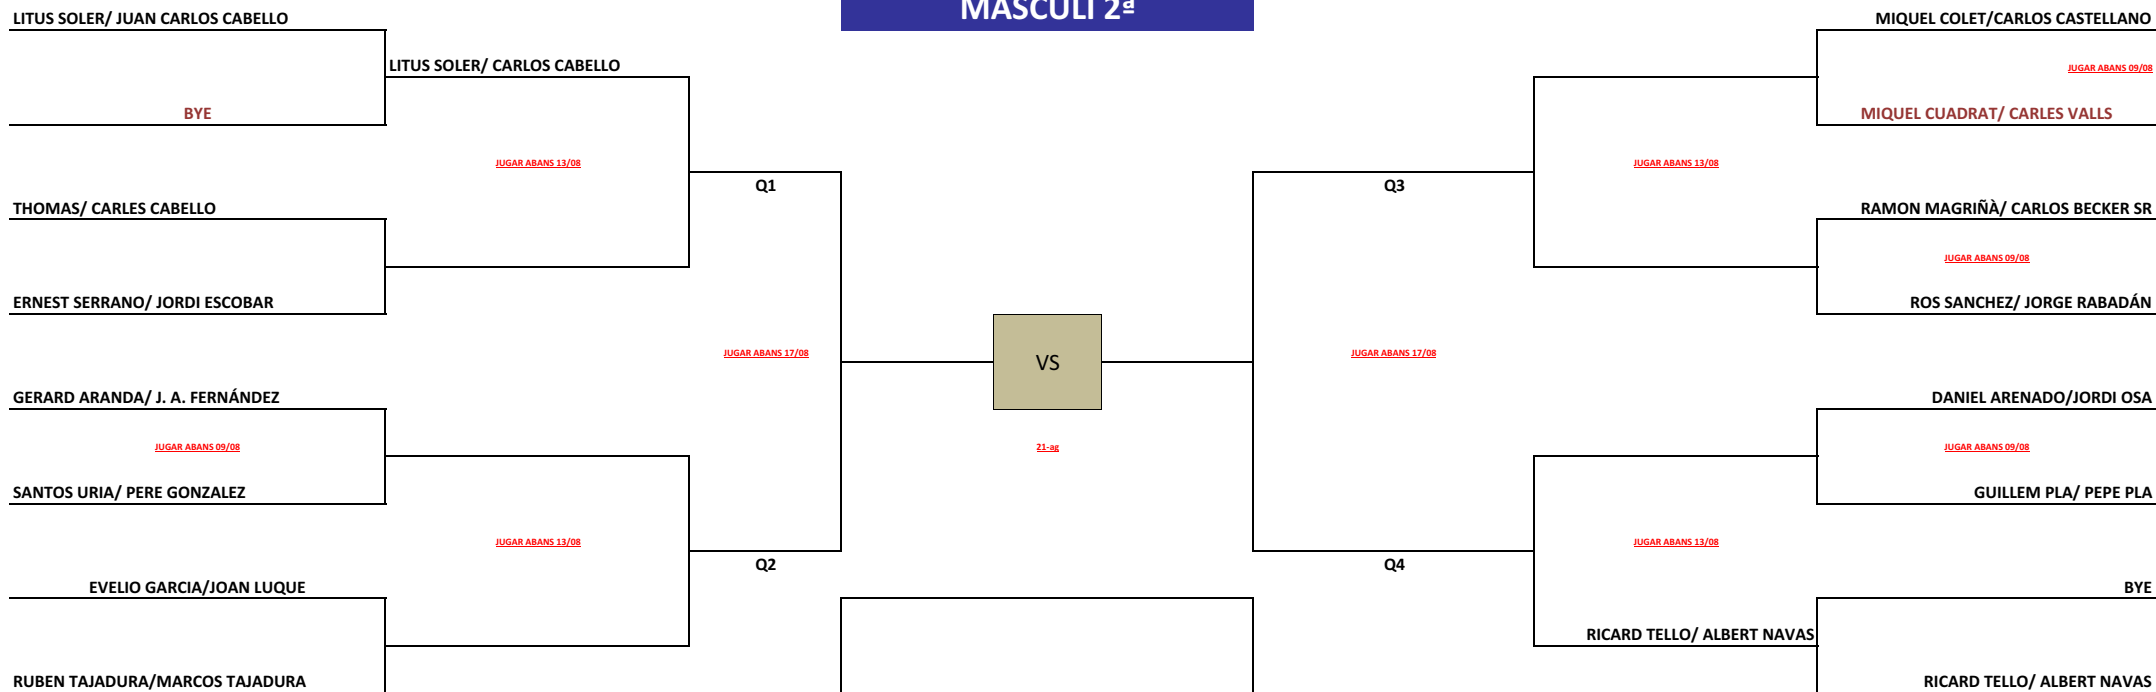 MASCULÍ 2ª
LITUS SOLER/ JUAN CARLOS CABELLO
LITUS SOLER/ CARLOS CABELLO
BYE
JUGAR ABANS 13/08
Q1
THOMAS/ CARLES CABELLO
ERNEST SERRANO/ JORDI ESCOBAR
JUGAR ABANS 17/08
GERARD ARANDA/ J. A. FERNÁNDEZ
JUGAR ABANS 09/08
SANTOS URIA/ PERE GONZALEZ
JUGAR ABANS 13/08
Q2
EVELIO GARCIA/JOAN LUQUE
RUBEN TAJADURA/MARCOS TAJADURA
VS
21-ag
MIQUEL COLET/CARLOS CASTELLANO
JUGAR ABANS 09/08
MIQUEL CUADRAT/ CARLES VALLS
JUGAR ABANS 13/08
Q3
RAMON MAGRIÑÀ/ CARLOS BECKER SR
JUGAR ABANS 09/08
ROS SANCHEZ/ JORGE RABADÁN
JUGAR ABANS 17/08
DANIEL ARENADO/JORDI OSA
JUGAR ABANS 09/08
GUILLEM PLA/ PEPE PLA
JUGAR ABANS 13/08
Q4
BYE
RICARD TELLO/ ALBERT NAVAS
RICARD TELLO/ ALBERT NAVAS